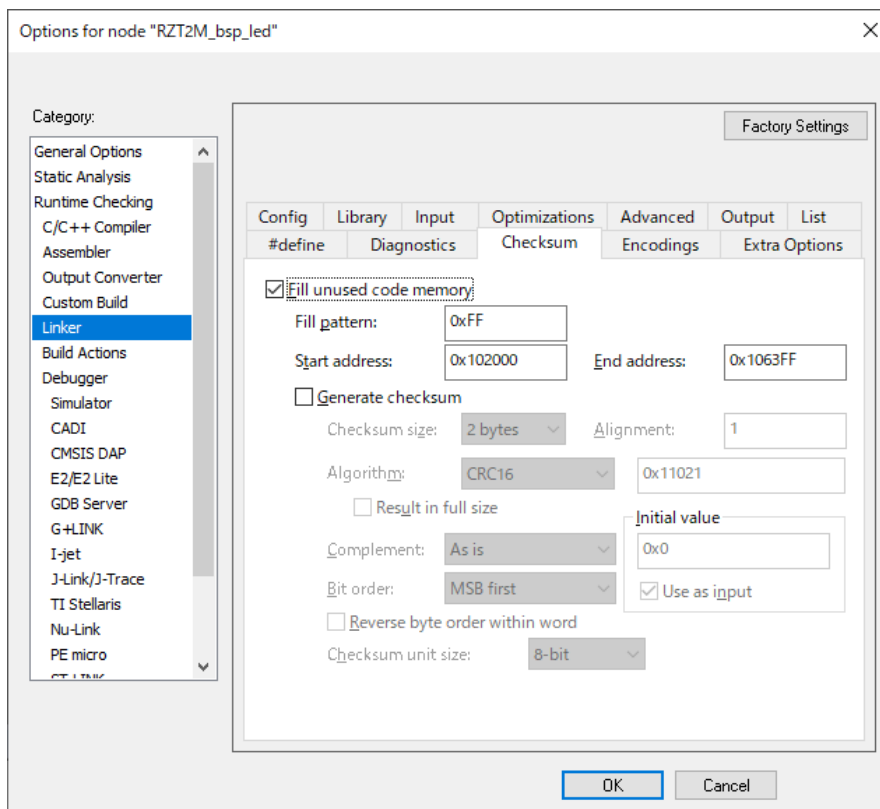 Options for node "RZT2M_bsp_led"
Category:
General Options
Static Analysis
Runtime Checking
C/C++ Compiler
Assembler
Output Converter
Custom Build
Linker
Build Actions
Debugger
Simulator
CADI
CMSIS DAP
E2/E2 Lite
GDB Server
G+LINK
I-jet
J-Link/J-Trace
TI Stellaris
Nu-Link
PE micro
ST-LINK
Factory Settings
Config Library Input Optimizations Advanced Output List
#define Diagnostics Checksum Encodings Extra Options
Fill unused code memory
Fill pattern: 0xFF
Start address: 0x102000 End address: 0x1063FF
Generate checksum
Checksum size: 2 bytes Alignment: 1
Algorithm: CRC16 0x11021
Result in full size
Initial value
Complement: As is 0x0
Bit order: MSB first Use as input
Reverse byte order within word
Checksum unit size: 8-bit
OK Cancel